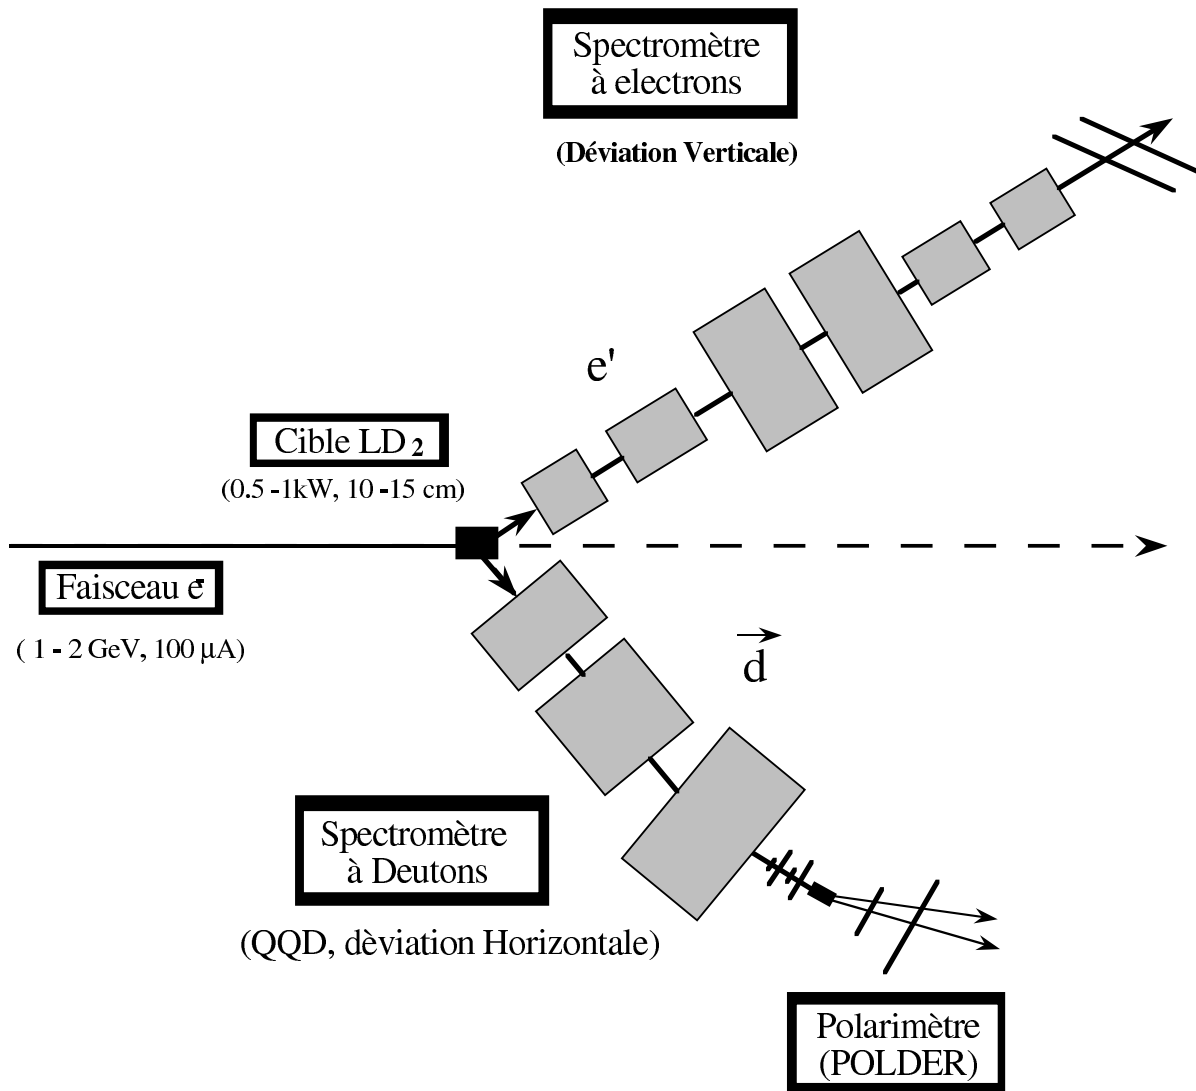 Spectromètre
à electrons
(Déviation Verticale)
e'
Cible LD2
(0.5 -1kW, 10 -15 cm)
Faisceau e-
( 1 - 2 GeV, 100 µA)
d
Spectromètre
à Deutons
(QQD, dèviation Horizontale)
Polarimètre
(POLDER)